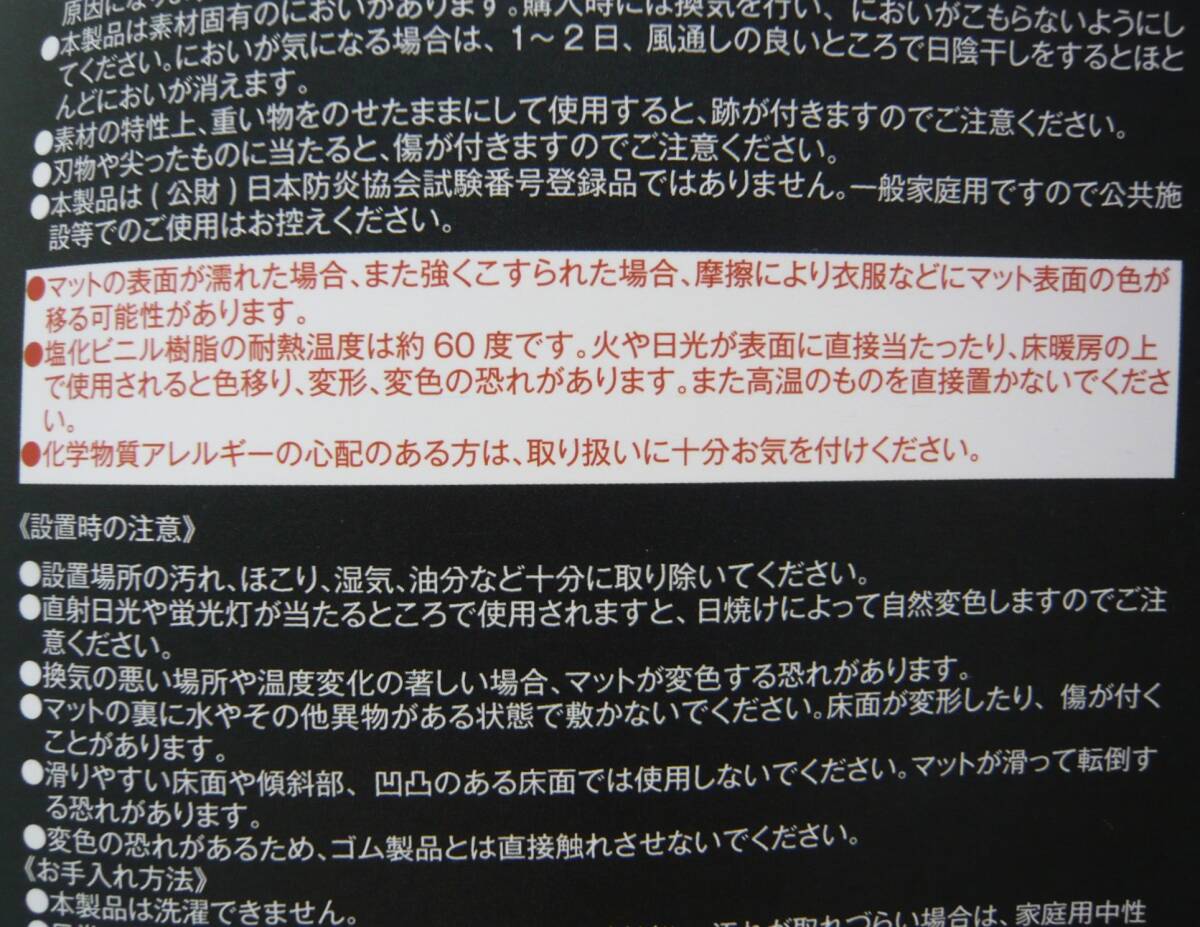 原因になりま
●本製品は素材固有のにおいがあります。購入時には換気を行い、においがこもらないようにし
てください。においが気になる場合は、1～2日、風通しの良いところで日陰干しをするとほと
んどにおいが消えます。
●素材の特性上、重い物をのせたままにして使用すると、跡が付きますのでご注意ください。
●刃物や尖ったものに当たると、傷が付きますのでご注意ください。
●本製品は(公財)日本防炎協会試験番号登録品ではありません。一般家庭用ですので公共施
設等でのご使用はお控えください。
●マットの表面が濡れた場合、また強くこすられた場合、摩擦により衣服などにマット表面の色が
移る可能性があります。
●塩化ビニル樹脂の耐熱温度は約60度です。火や日光が表面に直接当たったり、床暖房の上
で使用されると色移り、変形、変色の恐れがあります。また高温のものを直接置かないでくださ
い。
●化学物質アレルギーの心配のある方は、取り扱いに十分お気を付けください。
《設置時の注意》
●設置場所の汚れ、ほこり、湿気、油分など十分に取り除いてください。
●直射日光や蛍光灯が当たるところで使用されますと、日焼けによって自然変色しますのでご注
意ください。
●換気の悪い場所や温度変化の著しい場合、マットが変色する恐れがあります。
●マットの裏に水やその他異物がある状態で敷かないでください。床面が変形したり、傷が付く
ことがあります。
●滑りやすい床面や傾斜部、凹凸のある床面では使用しないでください。マットが滑って転倒す
る恐れがあります。
●変色の恐れがあるため、ゴム製品とは直接触れさせないでください。
《お手入れ方法》
●本製品は洗濯できません。
汚れが取れづらい場合は、家庭用中性